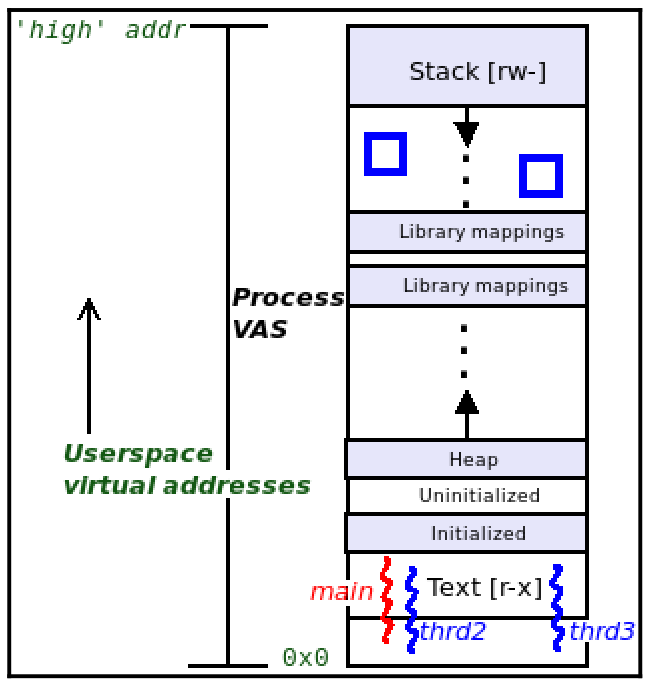 'high' addr
Stack [rw-]
Library mappings
Library mappings
Process
VAS
Userspace
virtual addresses
Heap
Uninitialized
Initialized
main
Text [r-x]
thrd2
thrd3
0x0